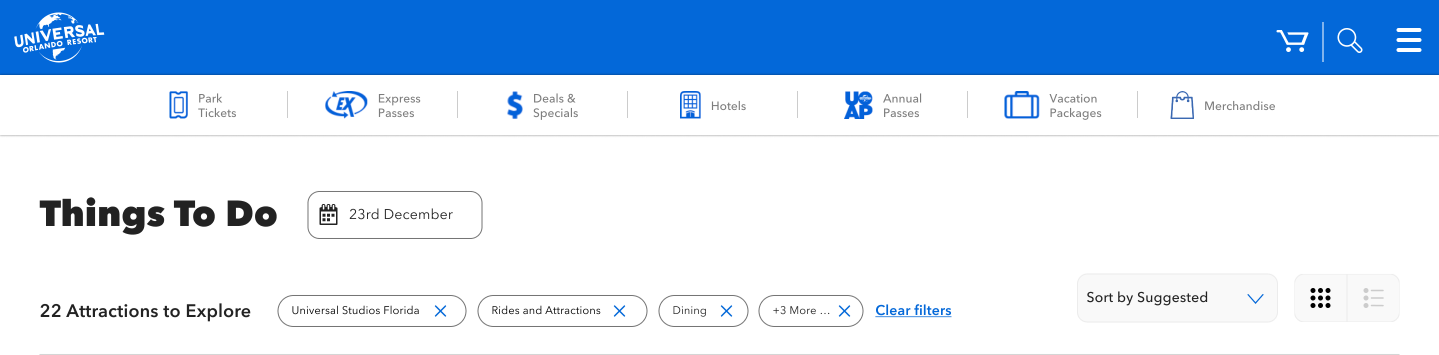 UNIVERSAL
ORLANDO RESORT
Park
Tickets
EX
Express
Passes
Deals &
Specials
Hotels
UOAP
Annual
Passes
Vacation
Packages
Merchandise
Things To Do
23rd December
22 Attractions to Explore
Universal Studios Florida
Rides and Attractions
Dining
+3 More ...
Clear filters
Sort by Suggested